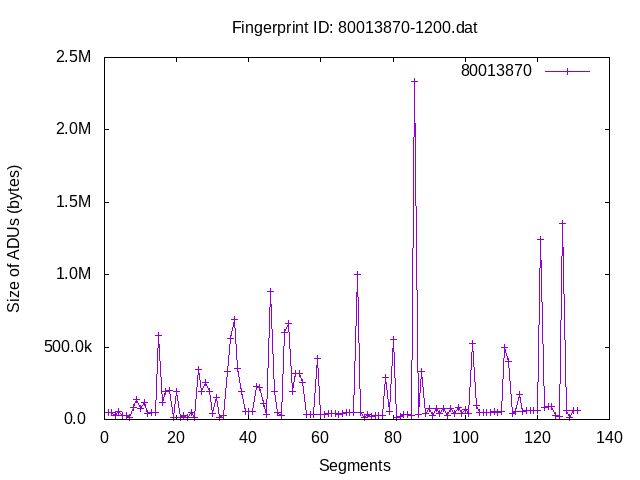 Fingerprint ID: 80013870-1200.dat
80013870
2.5M
2.0M
1.5M
1.0M
500.0k
0.0
Size of ADUs (bytes)
0 20 40 60 80 100 120 140
Segments